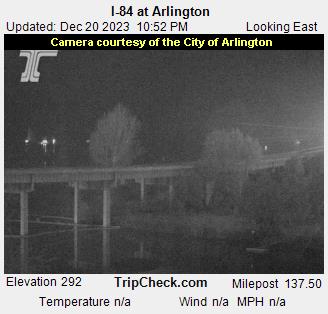 I-84 at Arlington
Updated: Dec 20 2023 10:52 PM Looking East
Camera courtesy of the City of Arlington
Elevation 292 TripCheck.com Milepost 137.50
Temperature n/a Wind n/a MPH n/a